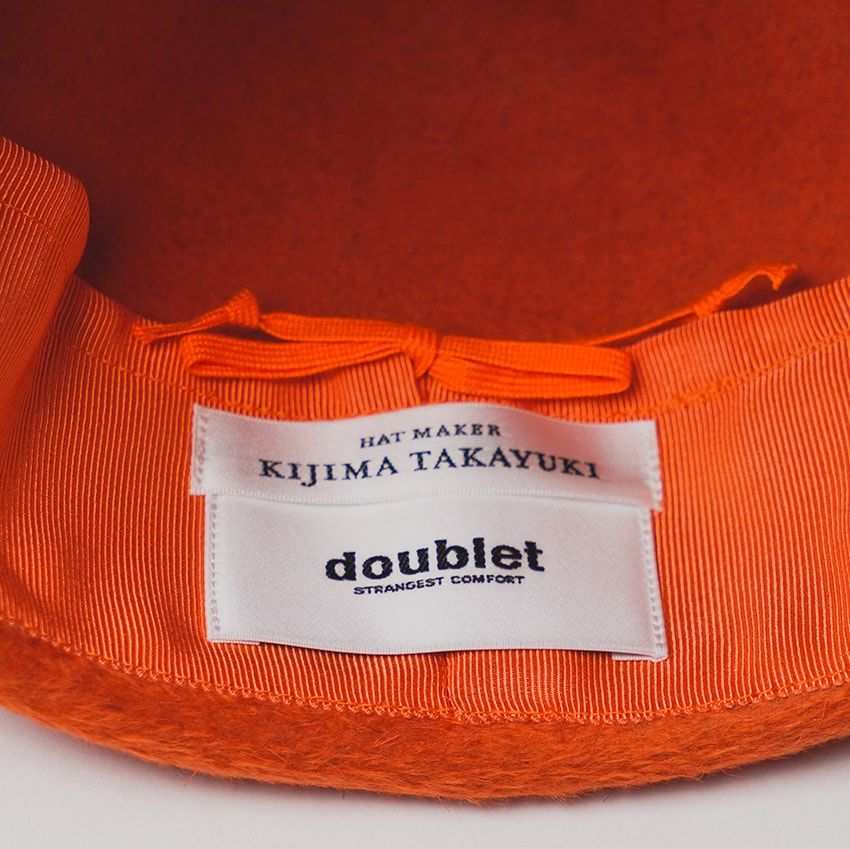 HAT MAKER
KIJIMA TAKAYUKI
doublet
STRANGEST COMFORT